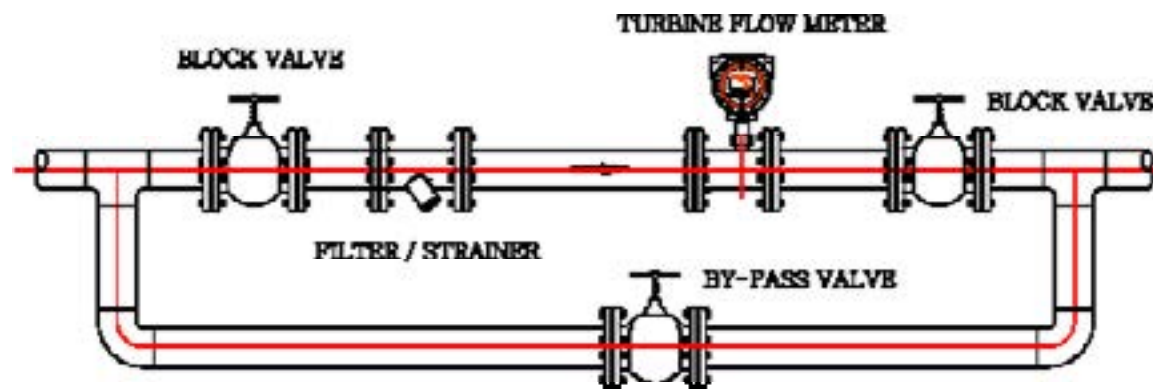 TURBINE FLOW METER
BLOCK VALVE
BLOCK VALVE
FILTER / STRAINER
BY-PASS VALVE